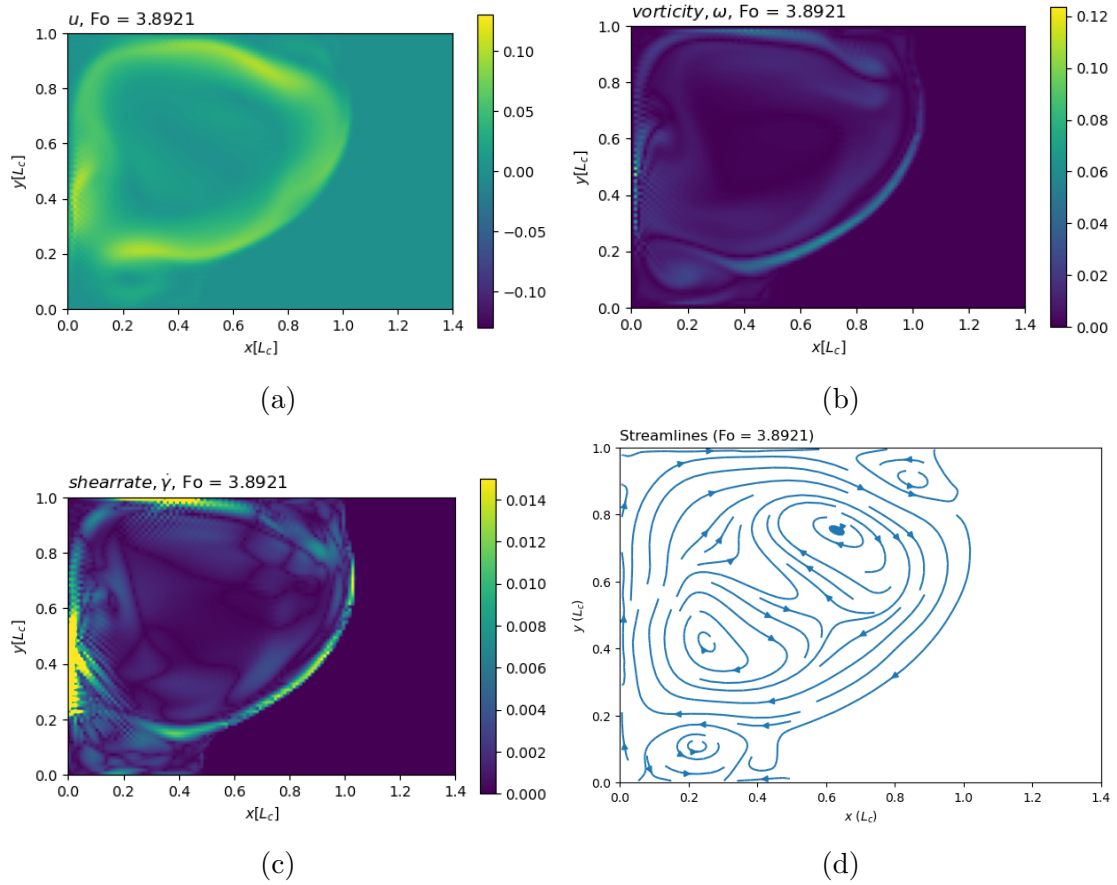 u, Fo = 3.8921
1.0
0.8
0.6
0.4
0.2
0.0
y[L_c]
0.0 0.2 0.4 0.6 0.8 1.0 1.2 1.4
x[L_c]
0.10
0.05
0.00
−0.05
−0.10
(a)
vorticity, ω, Fo = 3.8921
1.0
0.8
0.6
0.4
0.2
0.0
y[L_c]
0.0 0.2 0.4 0.6 0.8 1.0 1.2 1.4
x[L_c]
0.12
0.10
0.08
0.06
0.04
0.02
0.00
(b)
shearrate, γ̇, Fo = 3.8921
1.0
0.8
0.6
0.4
0.2
0.0
y[L_c]
0.0 0.2 0.4 0.6 0.8 1.0 1.2 1.4
x[L_c]
0.014
0.012
0.010
0.008
0.006
0.004
0.002
0.000
(c)
Streamlines (Fo = 3.8921)
1.0
0.8
0.6
0.4
0.2
0.0
y (L_c)
0.0 0.2 0.4 0.6 0.8 1.0 1.2 1.4
x (L_c)
(d)